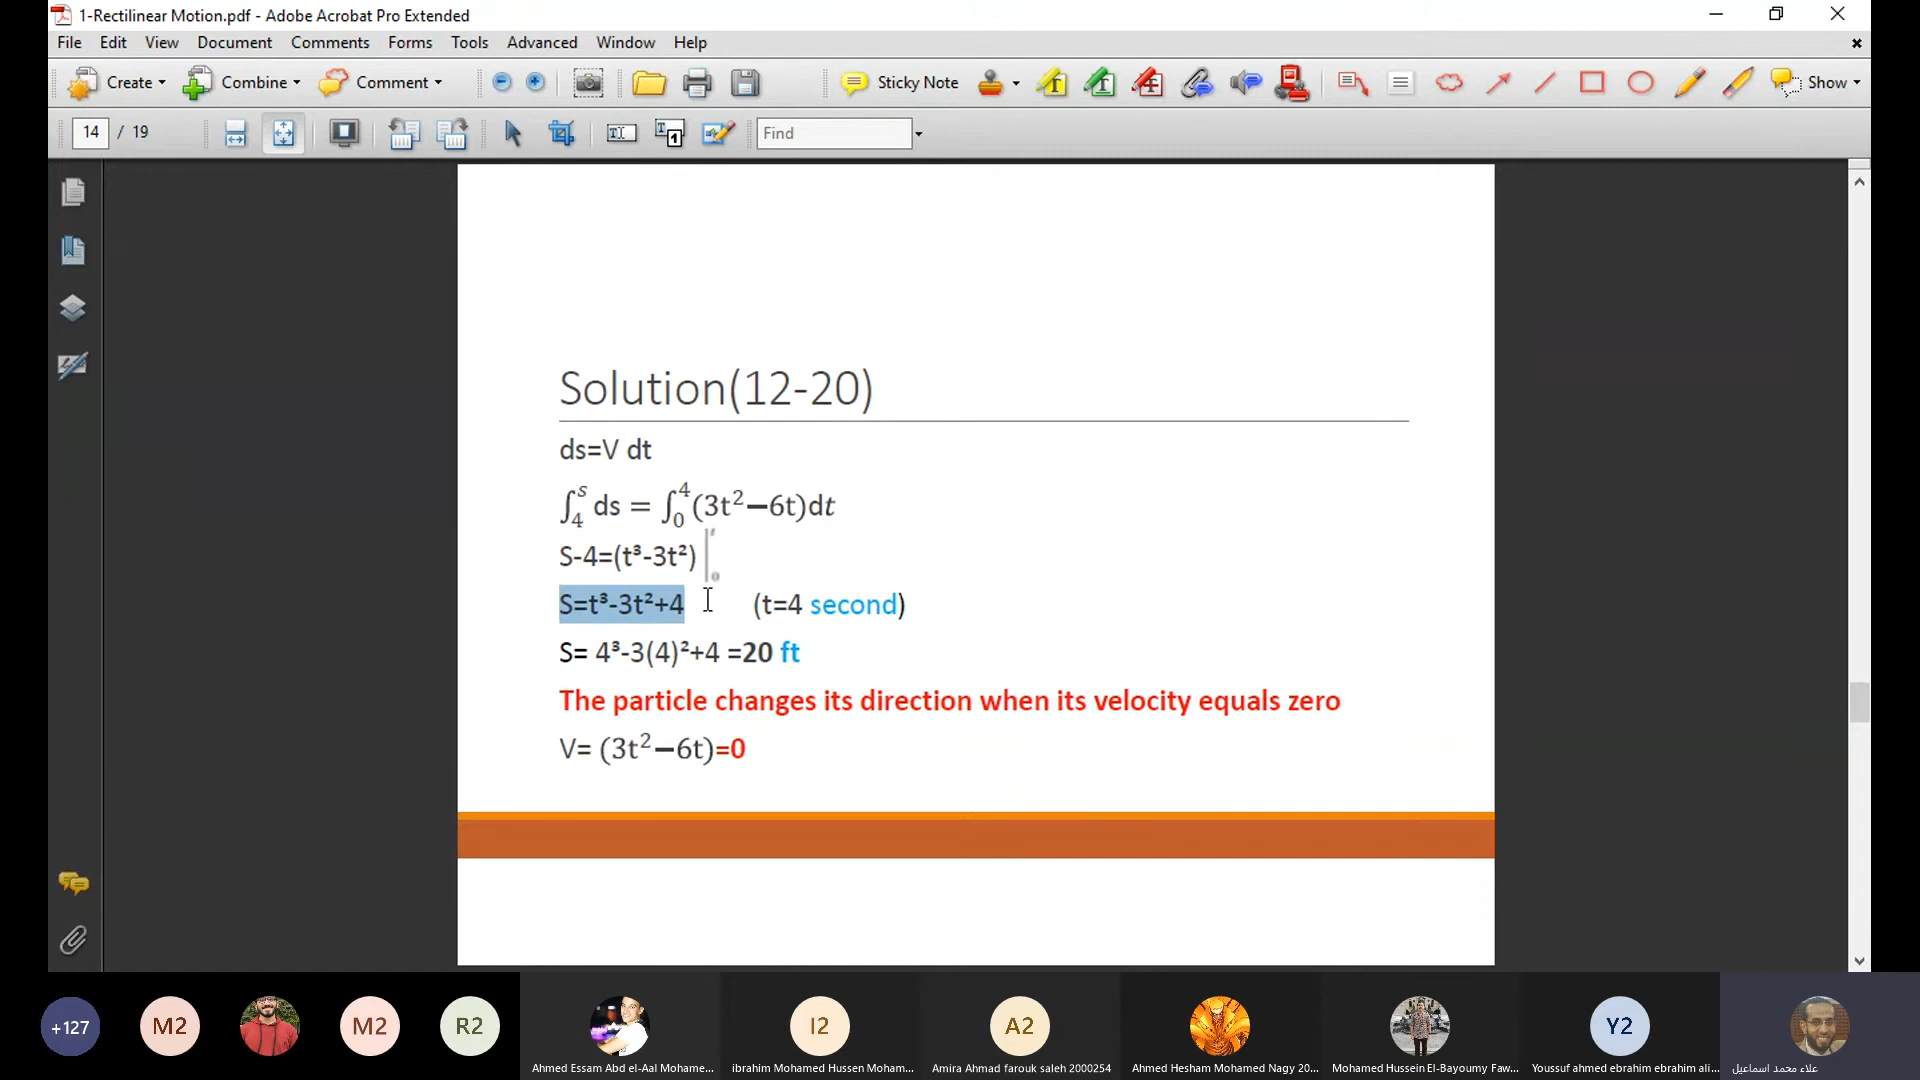 1-Rectilinear Motion.pdf - Adobe Acrobat Pro Extended
File Edit View Document Comments Forms Tools Advanced Window Help
Create Combine Comment Sticky Note Show
14 / 19 Find
Solution(12-20)
ds=V dt
∫₄ˢ ds = ∫₀⁴(3t²−6t)dt
S-4=(t³-3t²)|₀
S=t³-3t²+4 (t=4 second)
S= 4³-3(4)²+4 =20 ft
The particle changes its direction when its velocity equals zero
V= (3t²−6t)=0
+127 M2 M2 R2 I2 A2 Y2
Ahmed Essam Abd el-Aal Mohame... ibrahim Mohamed Hussen Moham... Amira Ahmad farouk saleh 2000254 Ahmed Hesham Mohamed Nagy 20... Mohamed Hussein El-Bayoumy Faw... Youssuf ahmed ebrahim ebrahim ali... علاء محمد اسماعيل